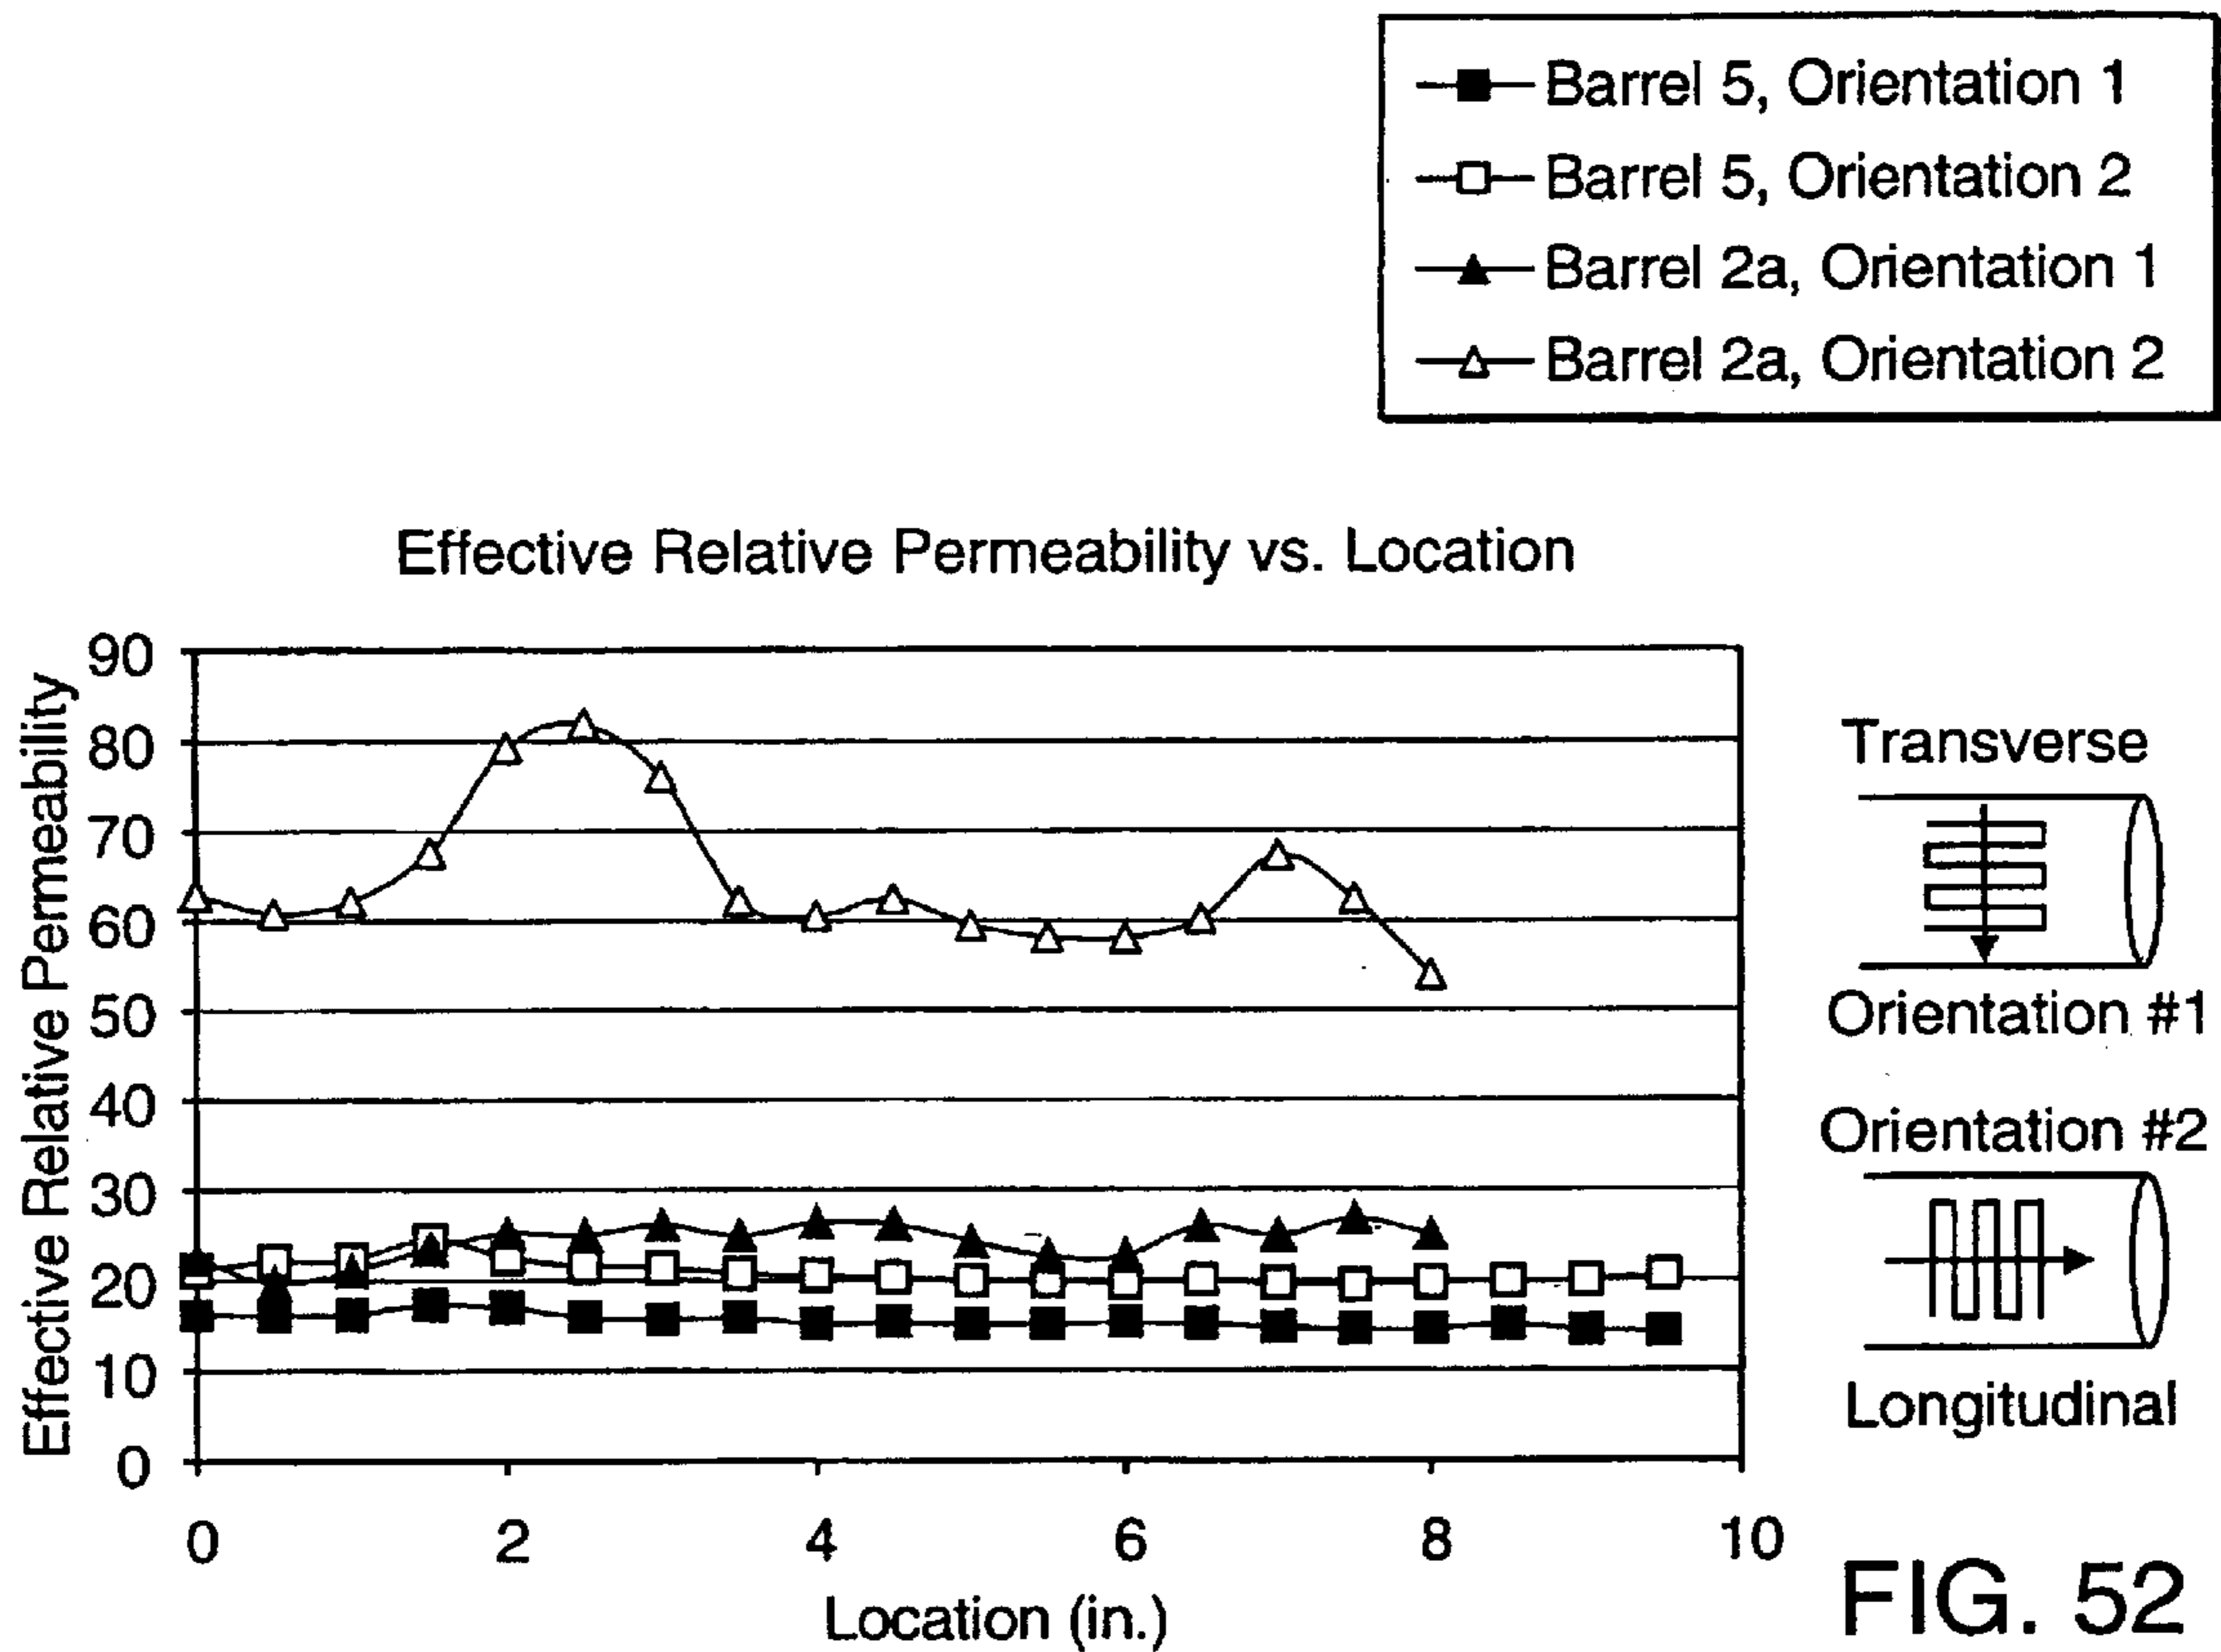 Barrel 5, Orientation 1
Barrel 5, Orientation 2
Barrel 2a, Orientation 1
Barrel 2a, Orientation 2
Effective Relative Permeability vs. Location
Effective Relative Permeability
90
80
70
60
50
40
30
20
10
0
0 2 4 6 8 10
Location (in.)
Transverse
Orientation #1
Orientation #2
Longitudinal
FIG. 52